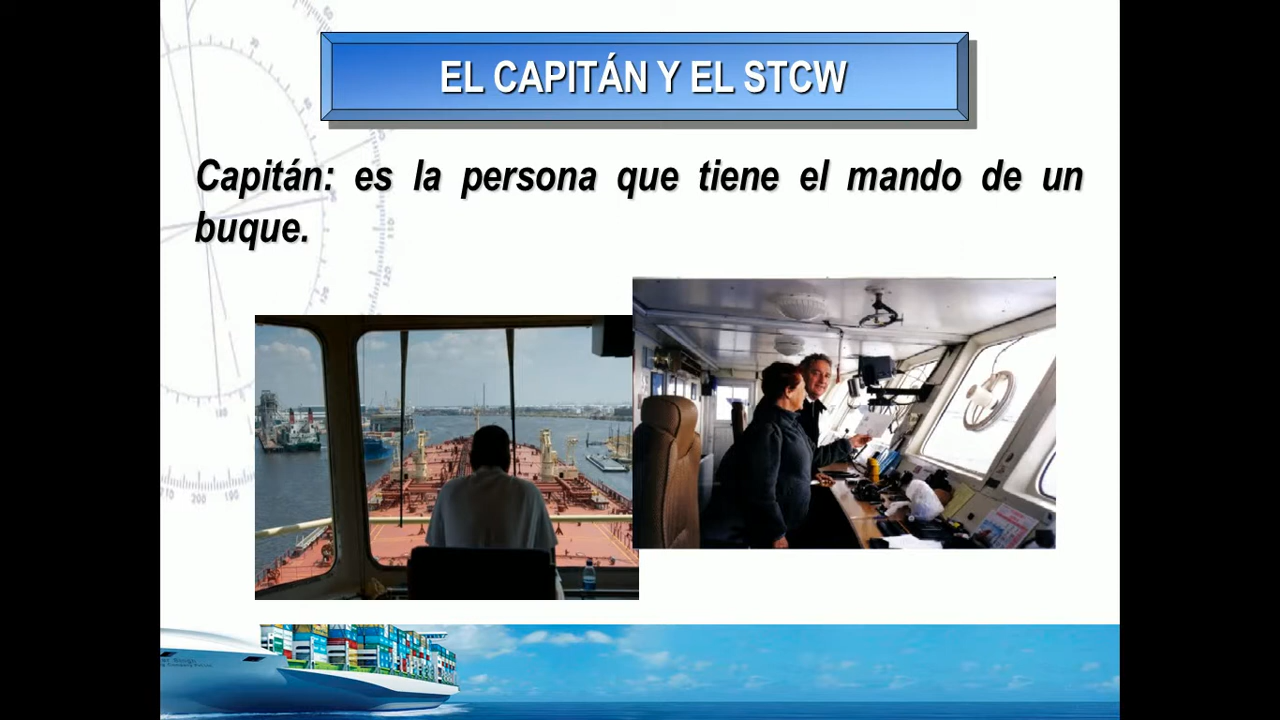 EL CAPITÁN Y EL STCW
Capitán: es la persona que tiene el mando de un
buque.